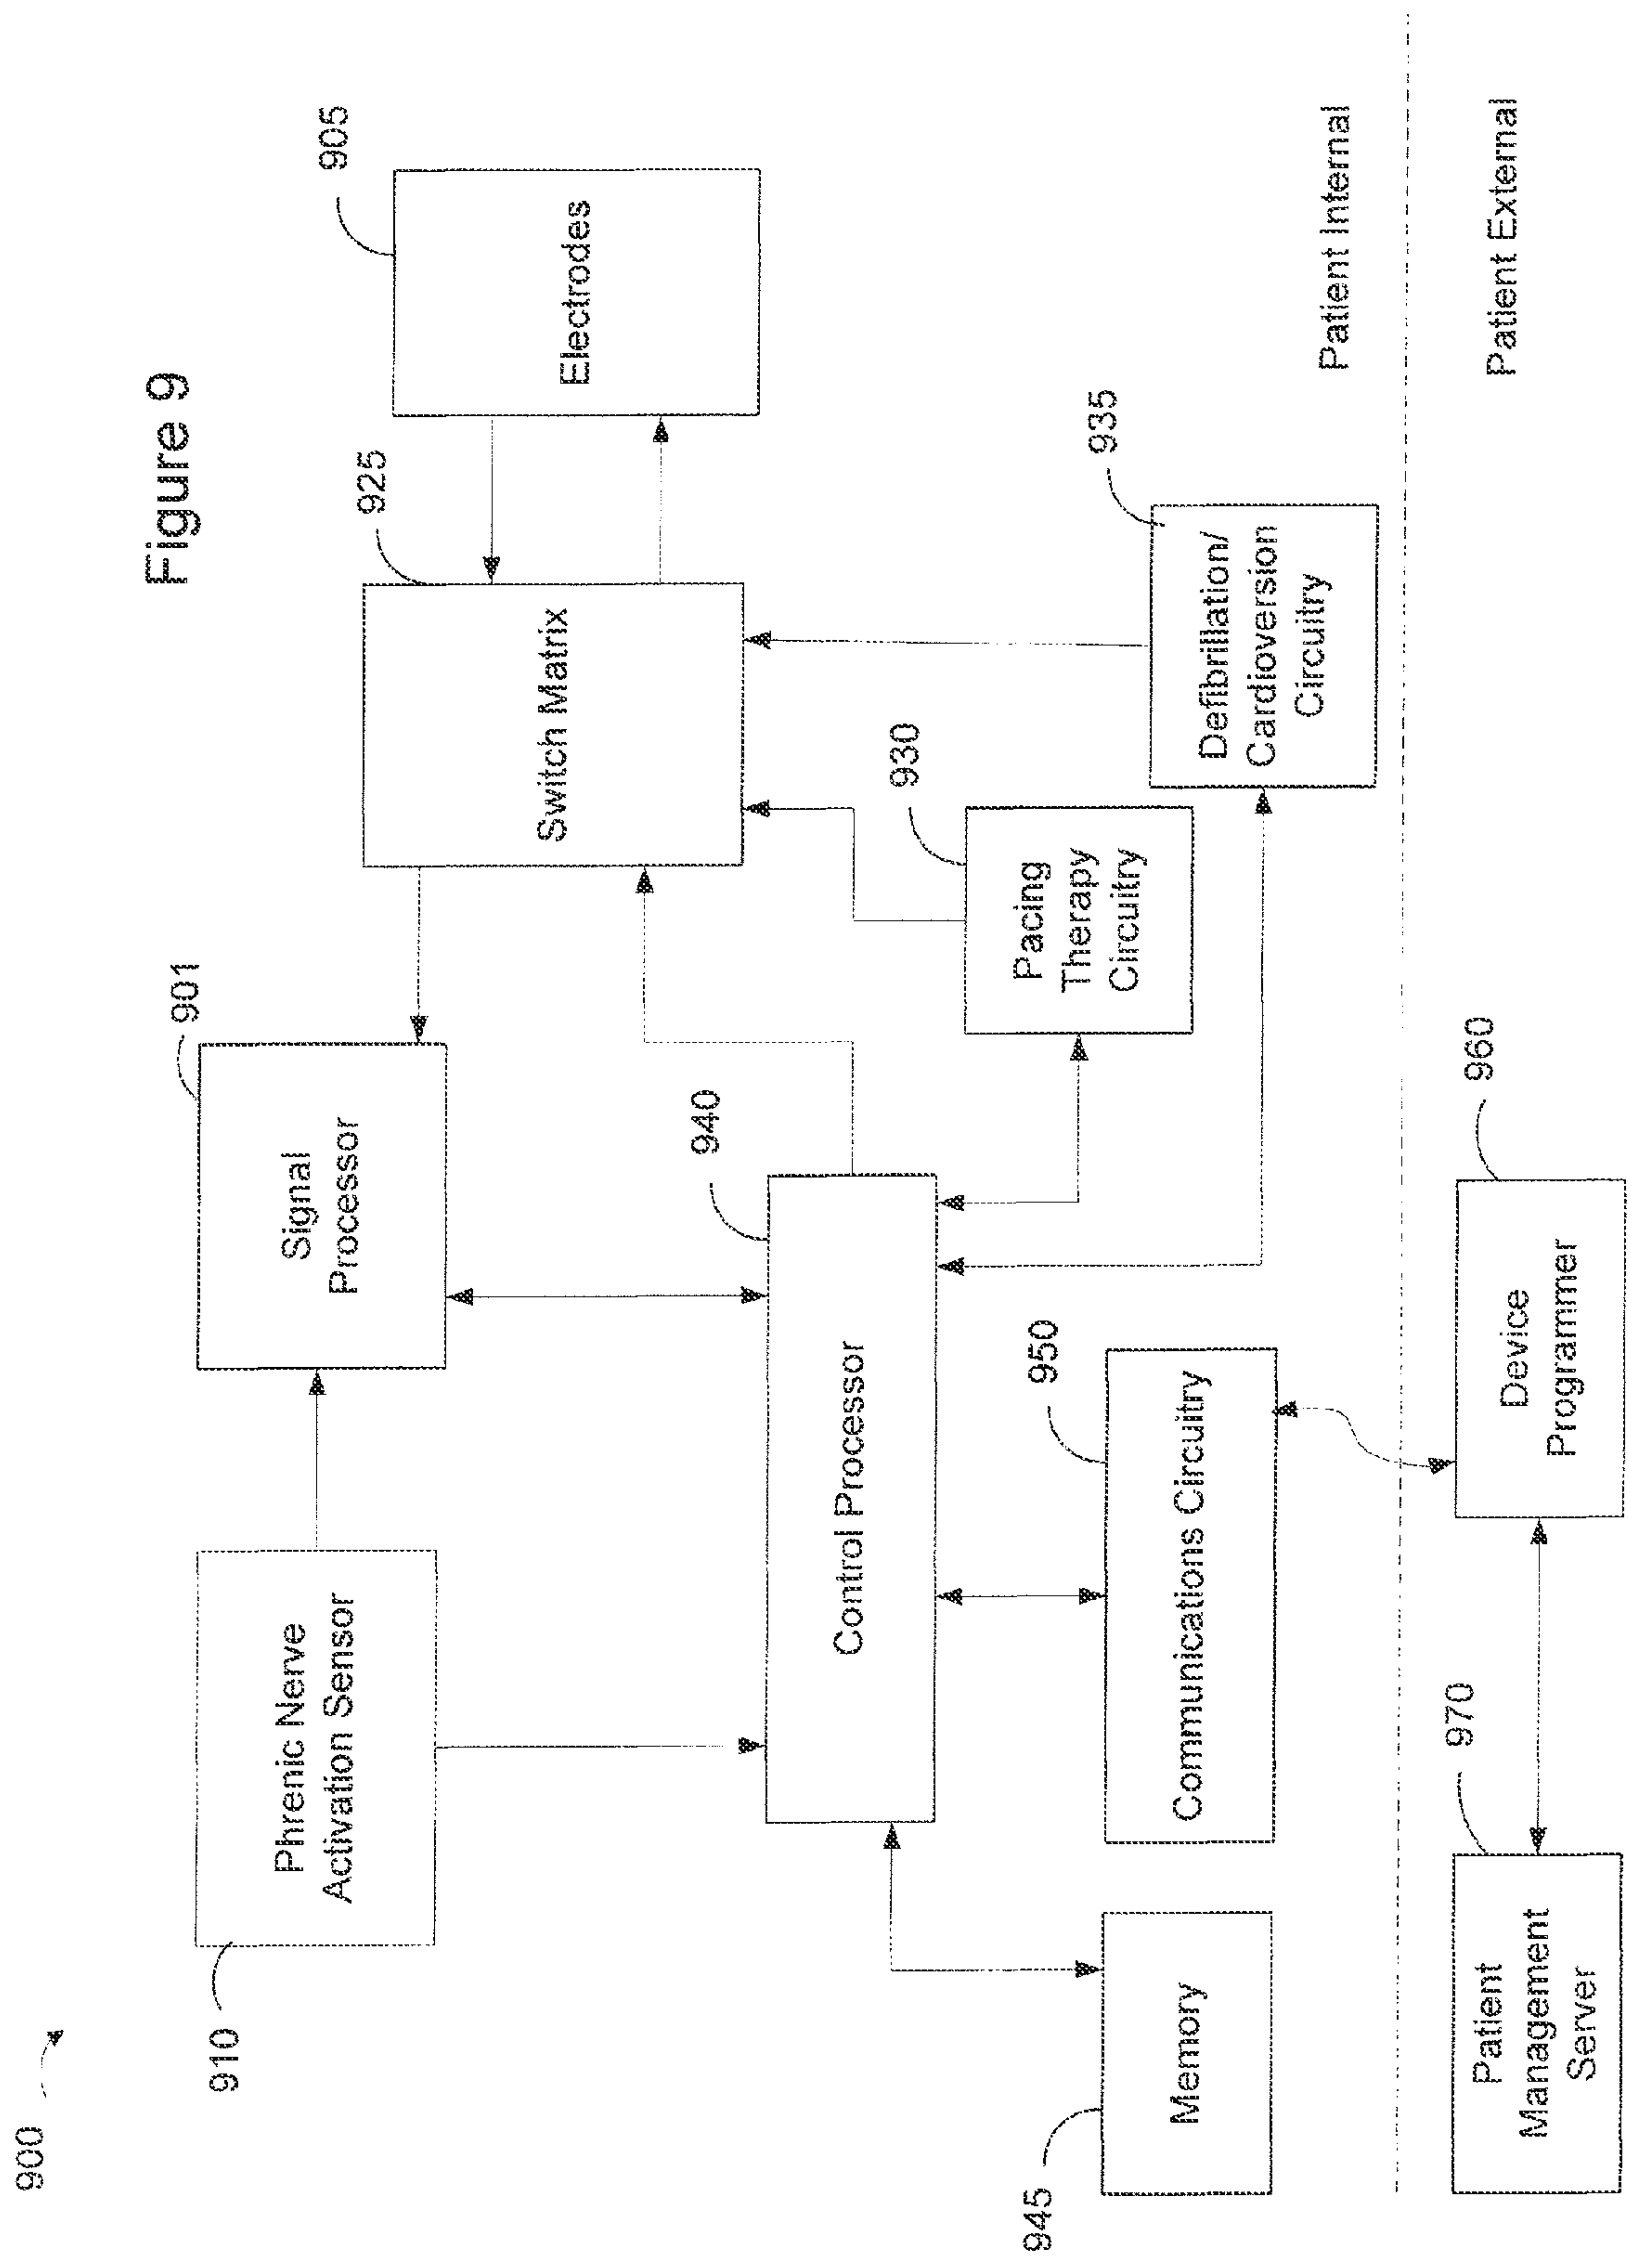 Figure 9
900
910
Phrenic Nerve
Activation Sensor
901
Signal
Processor
925
Switch Matrix
905
Electrodes
940
Control Processor
930
Pacing
Therapy
Circuitry
935
Defibrillation/
Cardioversion
Circuitry
945
Memory
950
Communications Circuitry
Patient Internal
Patient External
970
Patient
Management
Server
960
Device
Programmer